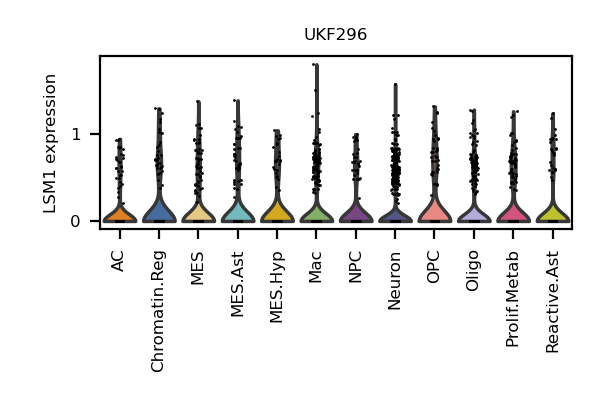 UKF296
LSM1 expression
1
0
AC
Chromatin.Reg
MES
MES.Ast
MES.Hyp
Mac
NPC
Neuron
OPC
Oligo
Prolif.Metab
Reactive.Ast